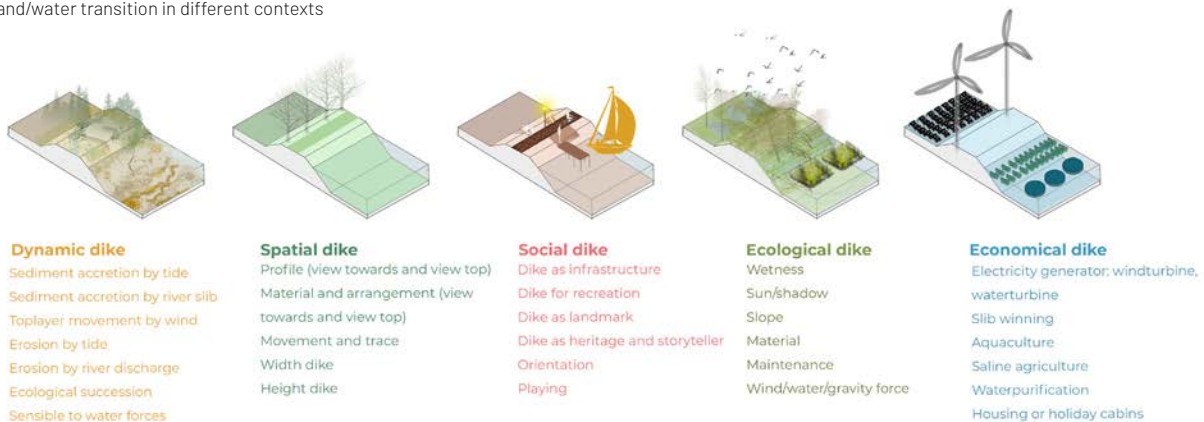 and/water transition in different contexts
Dynamic dike
Sediment accretion by tide
Sediment accretion by river slib
Toplayer movement by wind
Erosion by tide
Erosion by river discharge
Ecological succession
Sensible to water forces
Spatial dike
Profile (view towards and view top)
Material and arrangement (view
towards and view top)
Movement and trace
Width dike
Height dike
Social dike
Dike as infrastructure
Dike for recreation
Dike as landmark
Dike as heritage and storyteller
Orientation
Playing
Ecological dike
Wetness
Sun/shadow
Slope
Material
Maintenance
Wind/water/gravity force
Economical dike
Electricity generator: windturbine,
waterturbine
Slib winning
Aquaculture
Saline agriculture
Waterpurification
Housing or holiday cabins